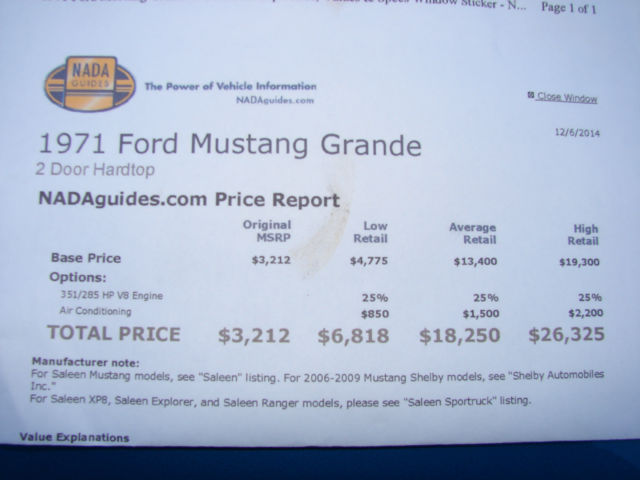 Window Sticker - N... Page 1 of 1
NADA
GUIDES
The Power of Vehicle Information
NADAguides.com
Close Window
12/6/2014
1971 Ford Mustang Grande
2 Door Hardtop
NADAguides.com Price Report
Original MSRP Low Retail Average Retail High Retail
Base Price $3,212 $4,775 $13,400 $19,300
Options:
351/285 HP V8 Engine 25% 25% 25%
Air Conditioning $850 $1,500 $2,200
TOTAL PRICE $3,212 $6,818 $18,250 $26,325
Manufacturer note:
For Saleen Mustang models, see "Saleen" listing. For 2006-2009 Mustang Shelby models, see "Shelby Automobiles
Inc."
For Saleen XP8, Saleen Explorer, and Saleen Ranger models, please see "Saleen Sportruck" listing.
Value Explanations